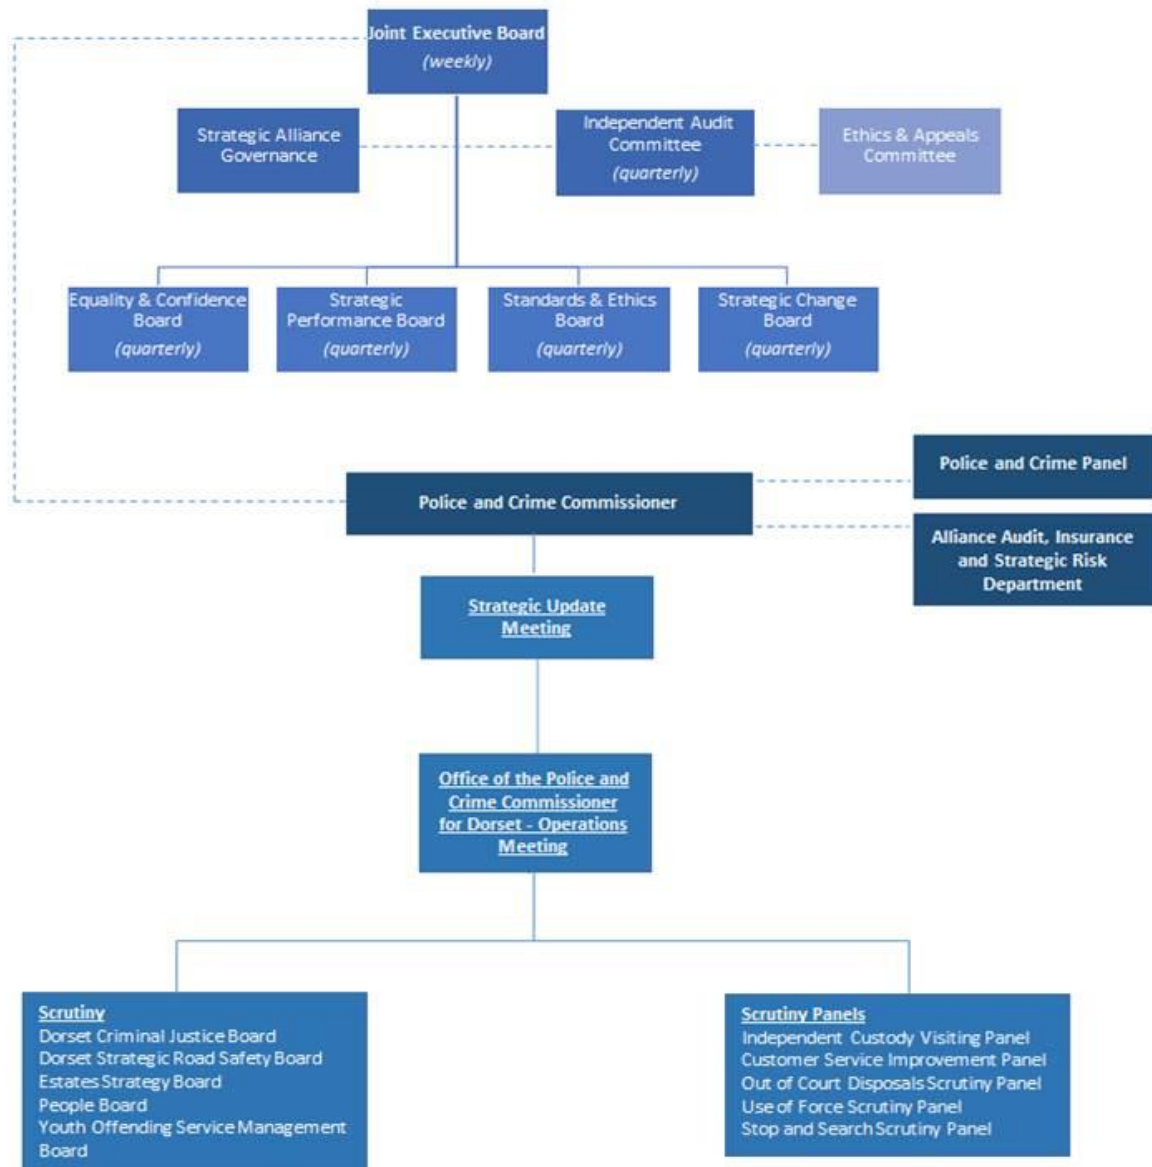 Joint Executive Board
(weekly)
Strategic Alliance
Governance
Independent Audit
Committee
(quarterly)
Ethics & Appeals
Committee
Equality & Confidence
Board
(quarterly)
Strategic
Performance Board
(quarterly)
Standards & Ethics
Board
(quarterly)
Strategic Change
Board
(quarterly)
Police and Crime Panel
Police and Crime Commissioner
Alliance Audit, Insurance
and Strategic Risk
Department
Strategic Update
Meeting
Office of the Police and
Crime Commissioner
for Dorset - Operations
Meeting
Scrutiny
Dorset Criminal Justice Board
Dorset Strategic Road Safety Board
Estates Strategy Board
People Board
Youth Offending Service Management
Board
Scrutiny Panels
Independent Custody Visiting Panel
Customer Service Improvement Panel
Out of Court Disposals Scrutiny Panel
Use of Force Scrutiny Panel
Stop and Search Scrutiny Panel